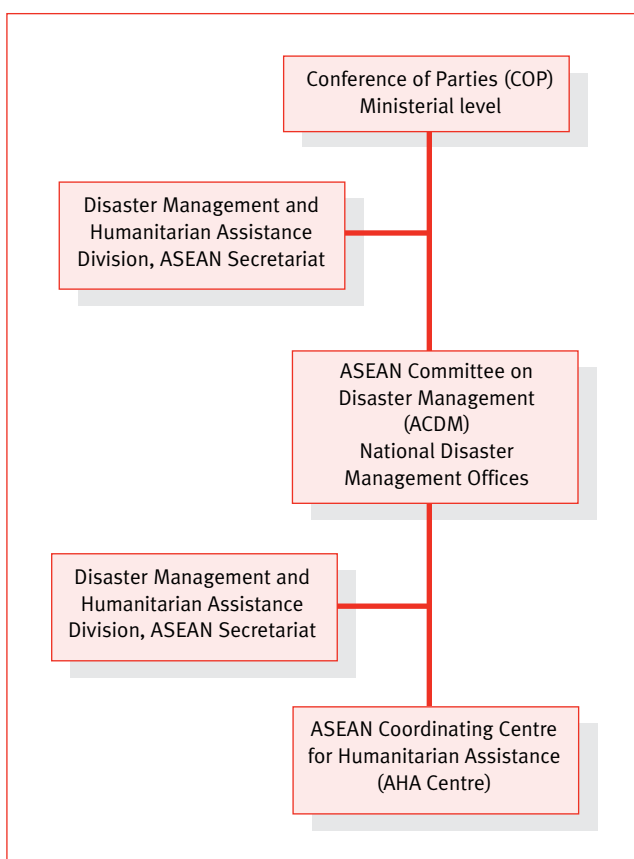 Conference of Parties (COP)
Ministerial level
Disaster Management and
Humanitarian Assistance
Division, ASEAN Secretariat
ASEAN Committee on
Disaster Management
(ACDM)
National Disaster
Management Offices
Disaster Management and
Humanitarian Assistance
Division, ASEAN Secretariat
ASEAN Coordinating Centre
for Humanitarian Assistance
(AHA Centre)